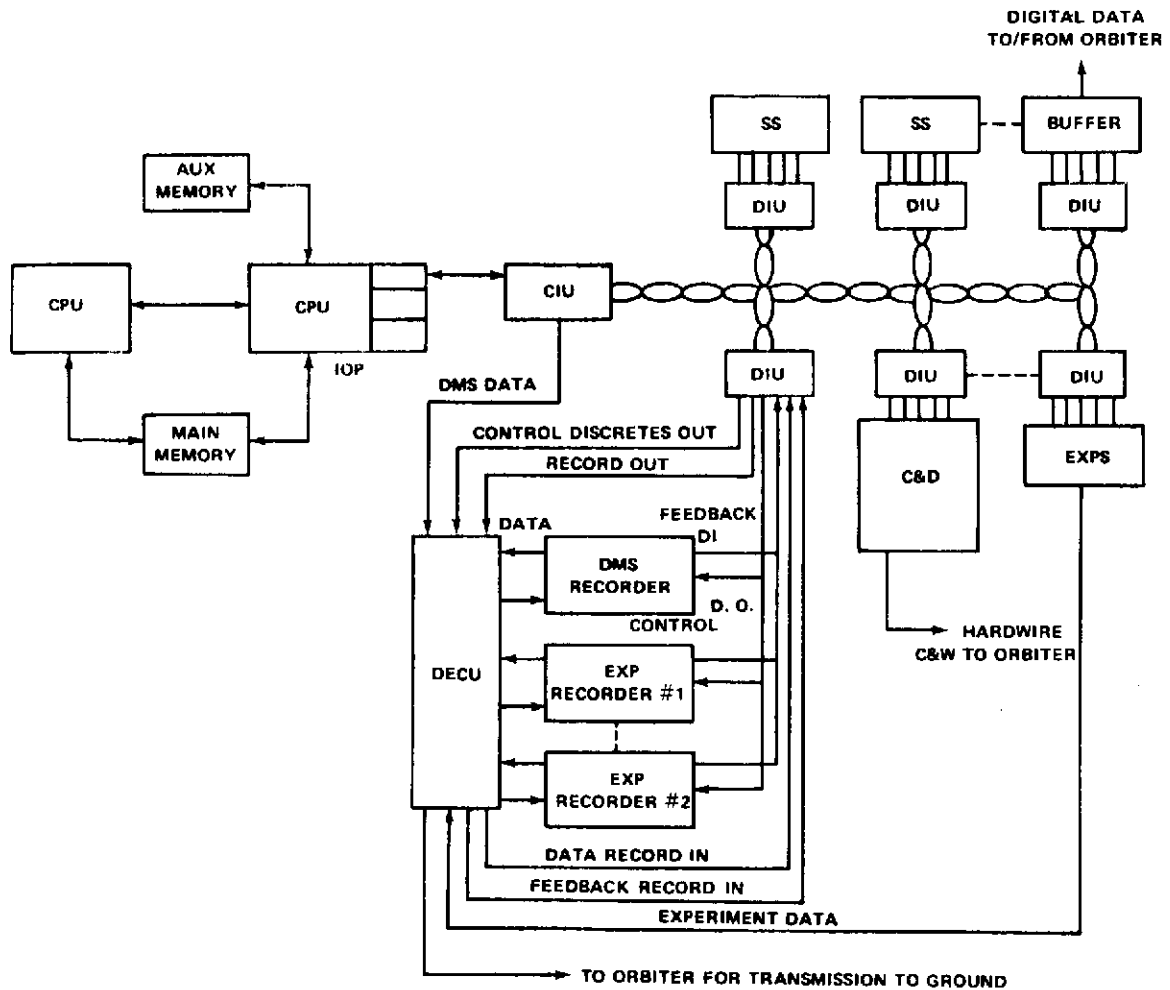 DIGITAL DATA
TO/FROM ORBITER
SS
SS
BUFFER
AUX
MEMORY
DIU
DIU
DIU
CPU
CPU
CIU
IOP
DIU
DIU
DIU
DMS DATA
MAIN
MEMORY
CONTROL DISCRETES OUT
RECORD OUT
C&D
EXPS
DATA
FEEDBACK
DI
DMS
RECORDER
D. O.
CONTROL
HARDWIRE
C&W TO ORBITER
DECU
EXP
RECORDER #1
EXP
RECORDER #2
DATA RECORD IN
FEEDBACK RECORD IN
EXPERIMENT DATA
TO ORBITER FOR TRANSMISSION TO GROUND